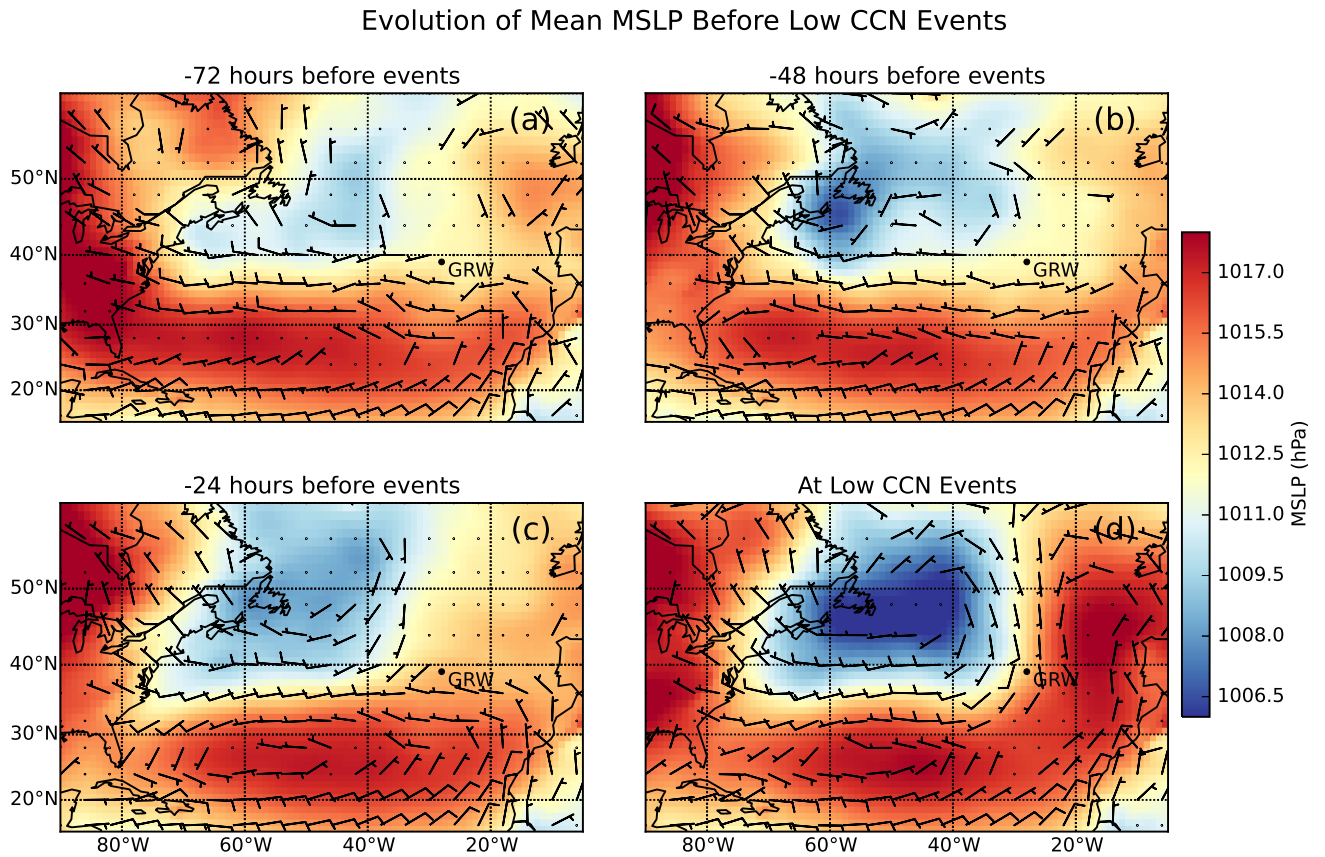 Evolution of Mean MSLP Before Low CCN Events
-72 hours before events
-48 hours before events
(a)
(b)
50°N
40°N
30°N
20°N
GRW
GRW
-24 hours before events
At Low CCN Events
(c)
(d)
50°N
40°N
30°N
20°N
GRW
GRW
80°W 60°W 40°W 20°W
80°W 60°W 40°W 20°W
1017.0
1015.5
1014.0
1012.5
1011.0
1009.5
1008.0
1006.5
MSLP (hPa)